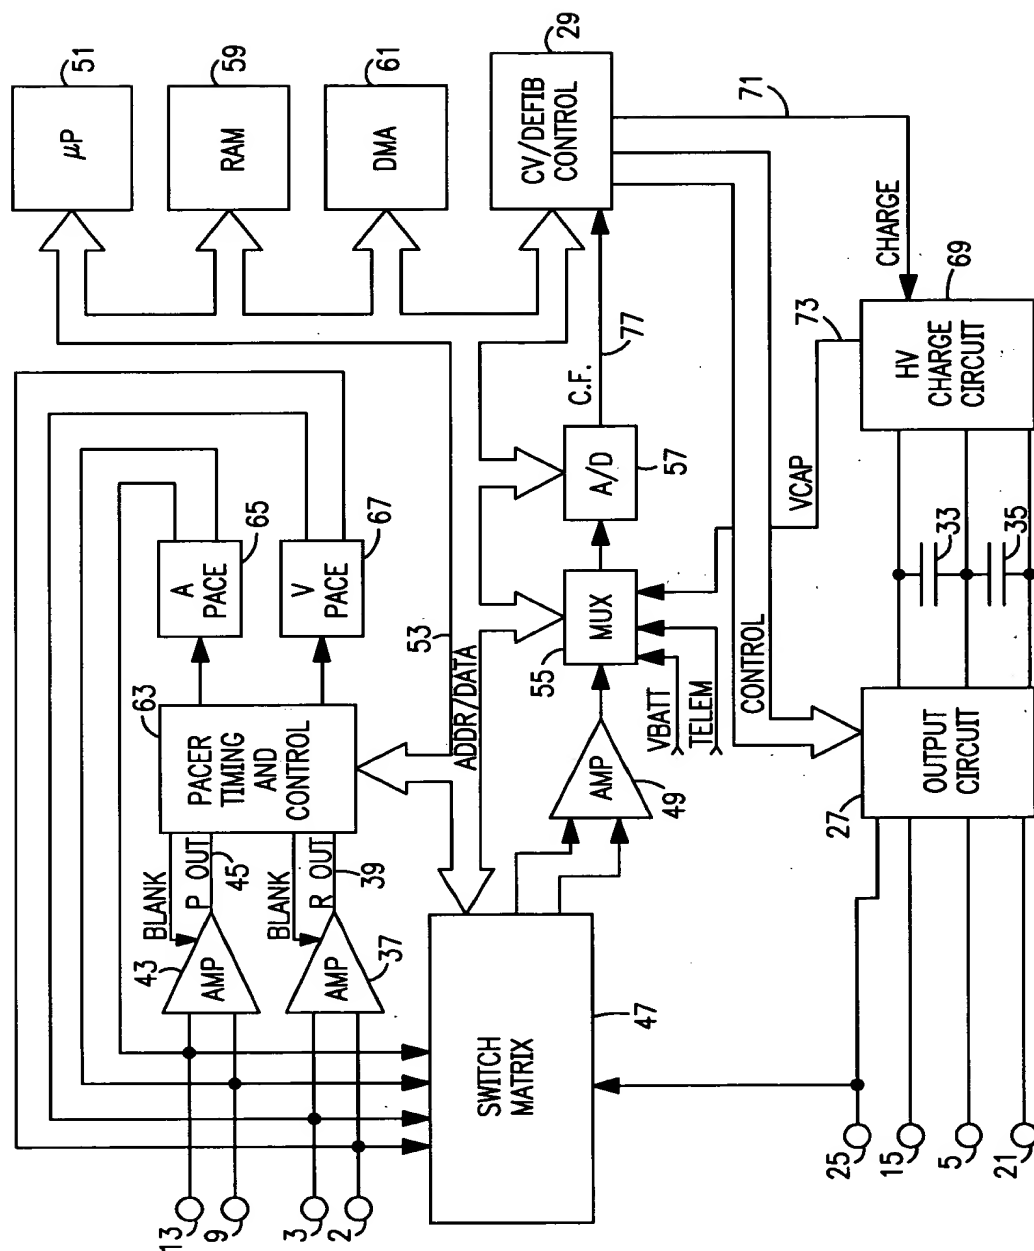 µP
51
RAM
59
DMA
61
CV/DEFIB
CONTROL
29
71
CHARGE
HV
CHARGE
CIRCUIT
69
73
VCAP
C.F.
77
A/D
57
MUX
55
AMP
49
VBATT
TELEM
CONTROL
53
ADDR/DATA
A
PACE
65
V
PACE
67
PACER
TIMING
AND
CONTROL
63
BLANK
P OUT
45
BLANK
R OUT
39
AMP
43
AMP
37
SWITCH
MATRIX
47
OUTPUT
CIRCUIT
27
33
35
13
9
3
2
25
15
5
21